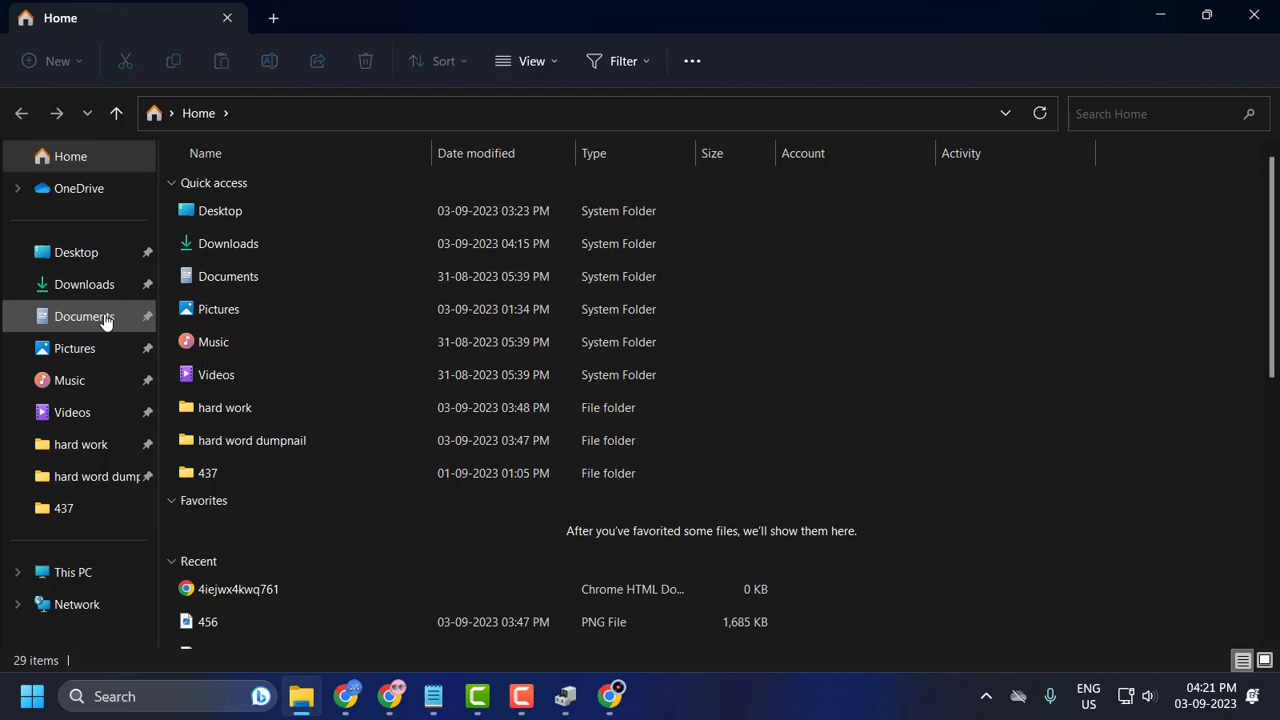 Home
New
Sort
View
Filter
Home
Search Home
Home
OneDrive
Desktop
Downloads
Documents
Pictures
Music
Videos
hard work
hard word dump
437
This PC
Network
Name Date modified Type Size Account Activity
Quick access
Desktop 03-09-2023 03:23 PM System Folder
Downloads 03-09-2023 04:15 PM System Folder
Documents 31-08-2023 05:39 PM System Folder
Pictures 03-09-2023 01:34 PM System Folder
Music 31-08-2023 05:39 PM System Folder
Videos 31-08-2023 05:39 PM System Folder
hard work 03-09-2023 03:48 PM File folder
hard word dumpnail 03-09-2023 03:47 PM File folder
437 01-09-2023 01:05 PM File folder
Favorites
After you've favorited some files, we'll show them here.
Recent
4iejwx4kwq761 Chrome HTML Do... 0 KB
456 03-09-2023 03:47 PM PNG File 1,685 KB
29 items
Search
ENG
US
04:21 PM
03-09-2023